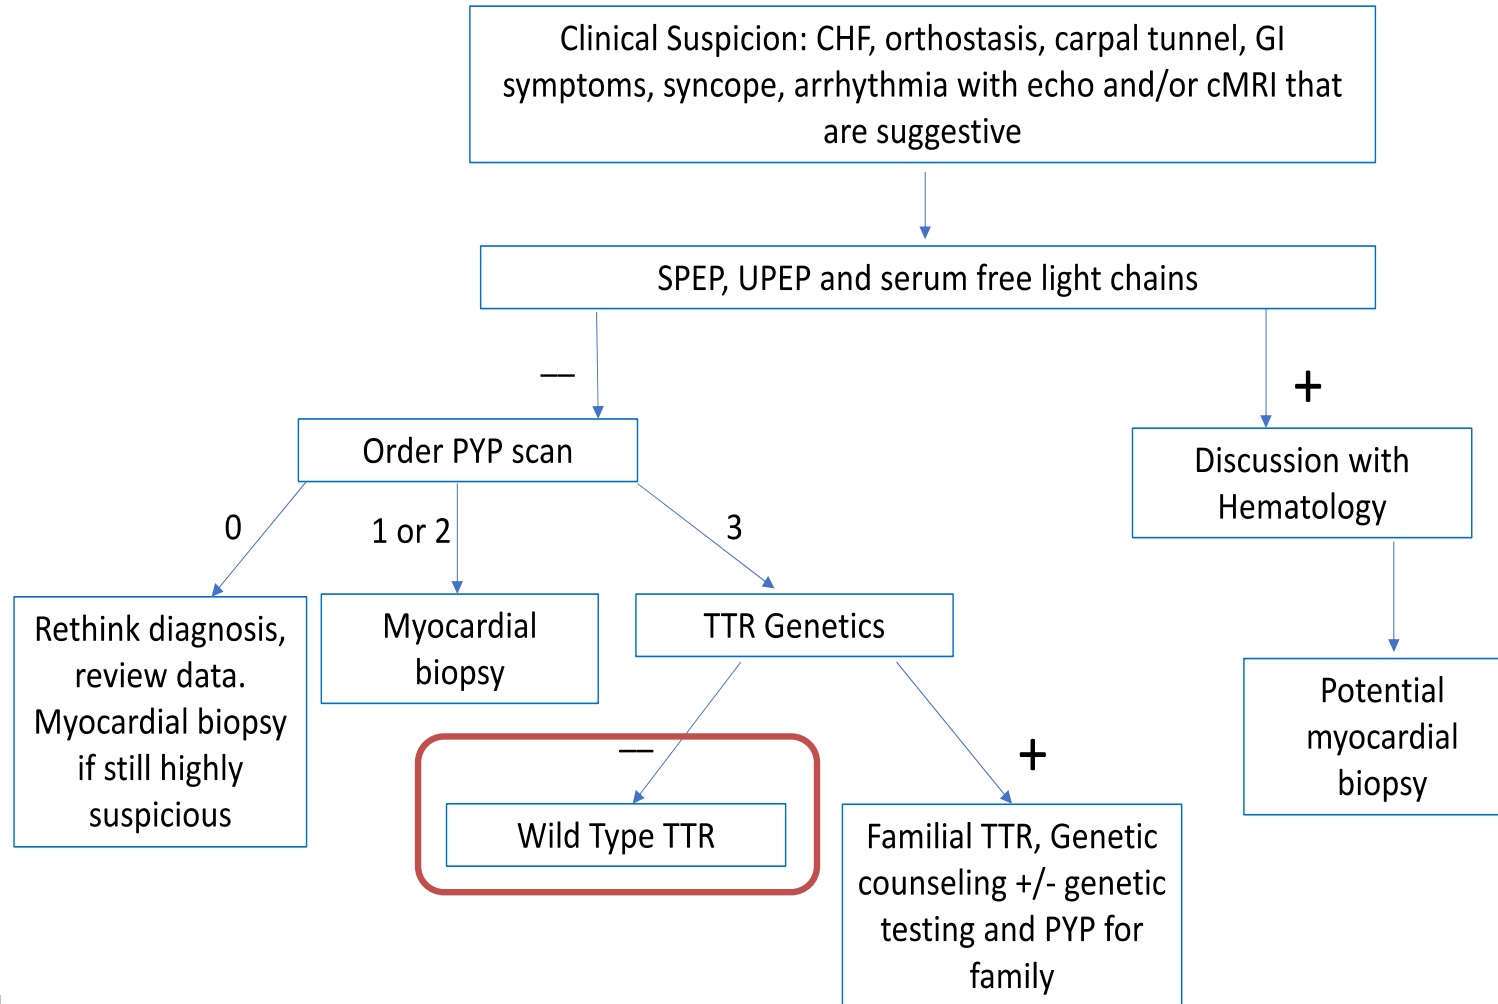 Clinical Suspicion: CHF, orthostasis, carpal tunnel, GI
symptoms, syncope, arrhythmia with echo and/or cMRI that
are suggestive
SPEP, UPEP and serum free light chains
—
+
Order PYP scan
Discussion with
Hematology
0
1 or 2
3
Rethink diagnosis,
review data.
Myocardial biopsy
if still highly
suspicious
Myocardial
biopsy
TTR Genetics
Potential
myocardial
biopsy
—
+
Wild Type TTR
Familial TTR, Genetic
counseling +/- genetic
testing and PYP for
family